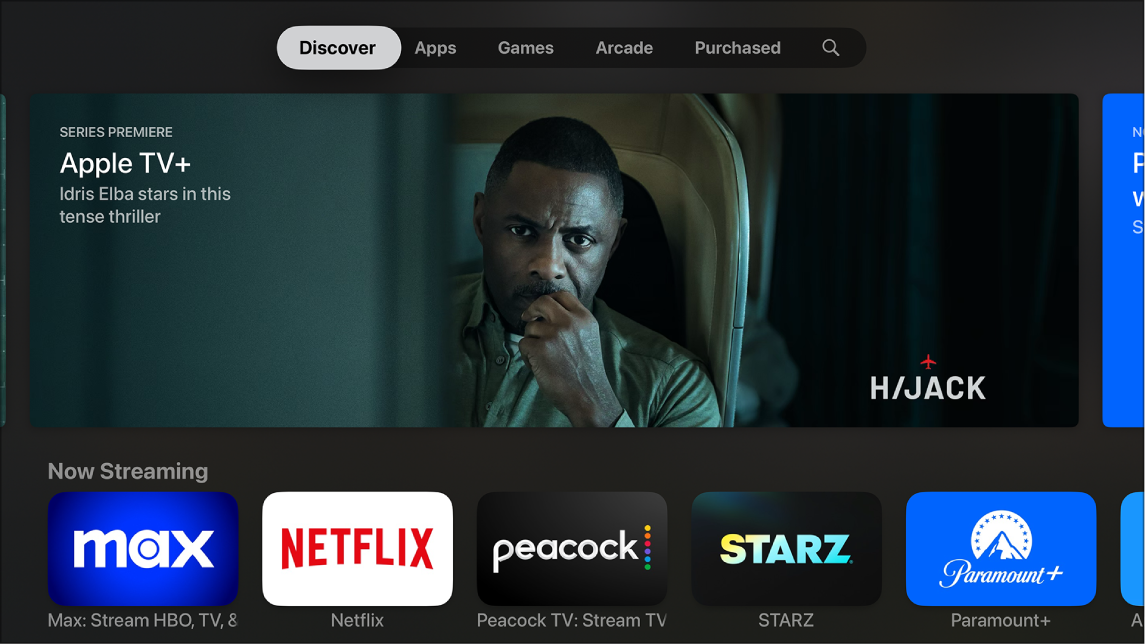 Discover Apps Games Arcade Purchased
SERIES PREMIERE
Apple TV+
Idris Elba stars in this
tense thriller
H/JACK
Now Streaming
max
NETFLIX
peacock
STARZ
Paramount+
Max: Stream HBO, TV, &
Netflix
Peacock TV: Stream TV
STARZ
Paramount+